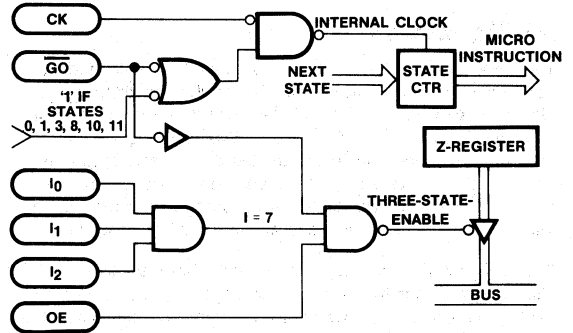 CK
INTERNAL CLOCK
MICRO
INSTRUCTION
GO
NEXT
STATE
STATE
CTR
'1' IF
STATES
0, 1, 3, 8, 10, 11
Z-REGISTER
I0
I1
I = 7
THREE-STATE-
ENABLE
I2
BUS
OE